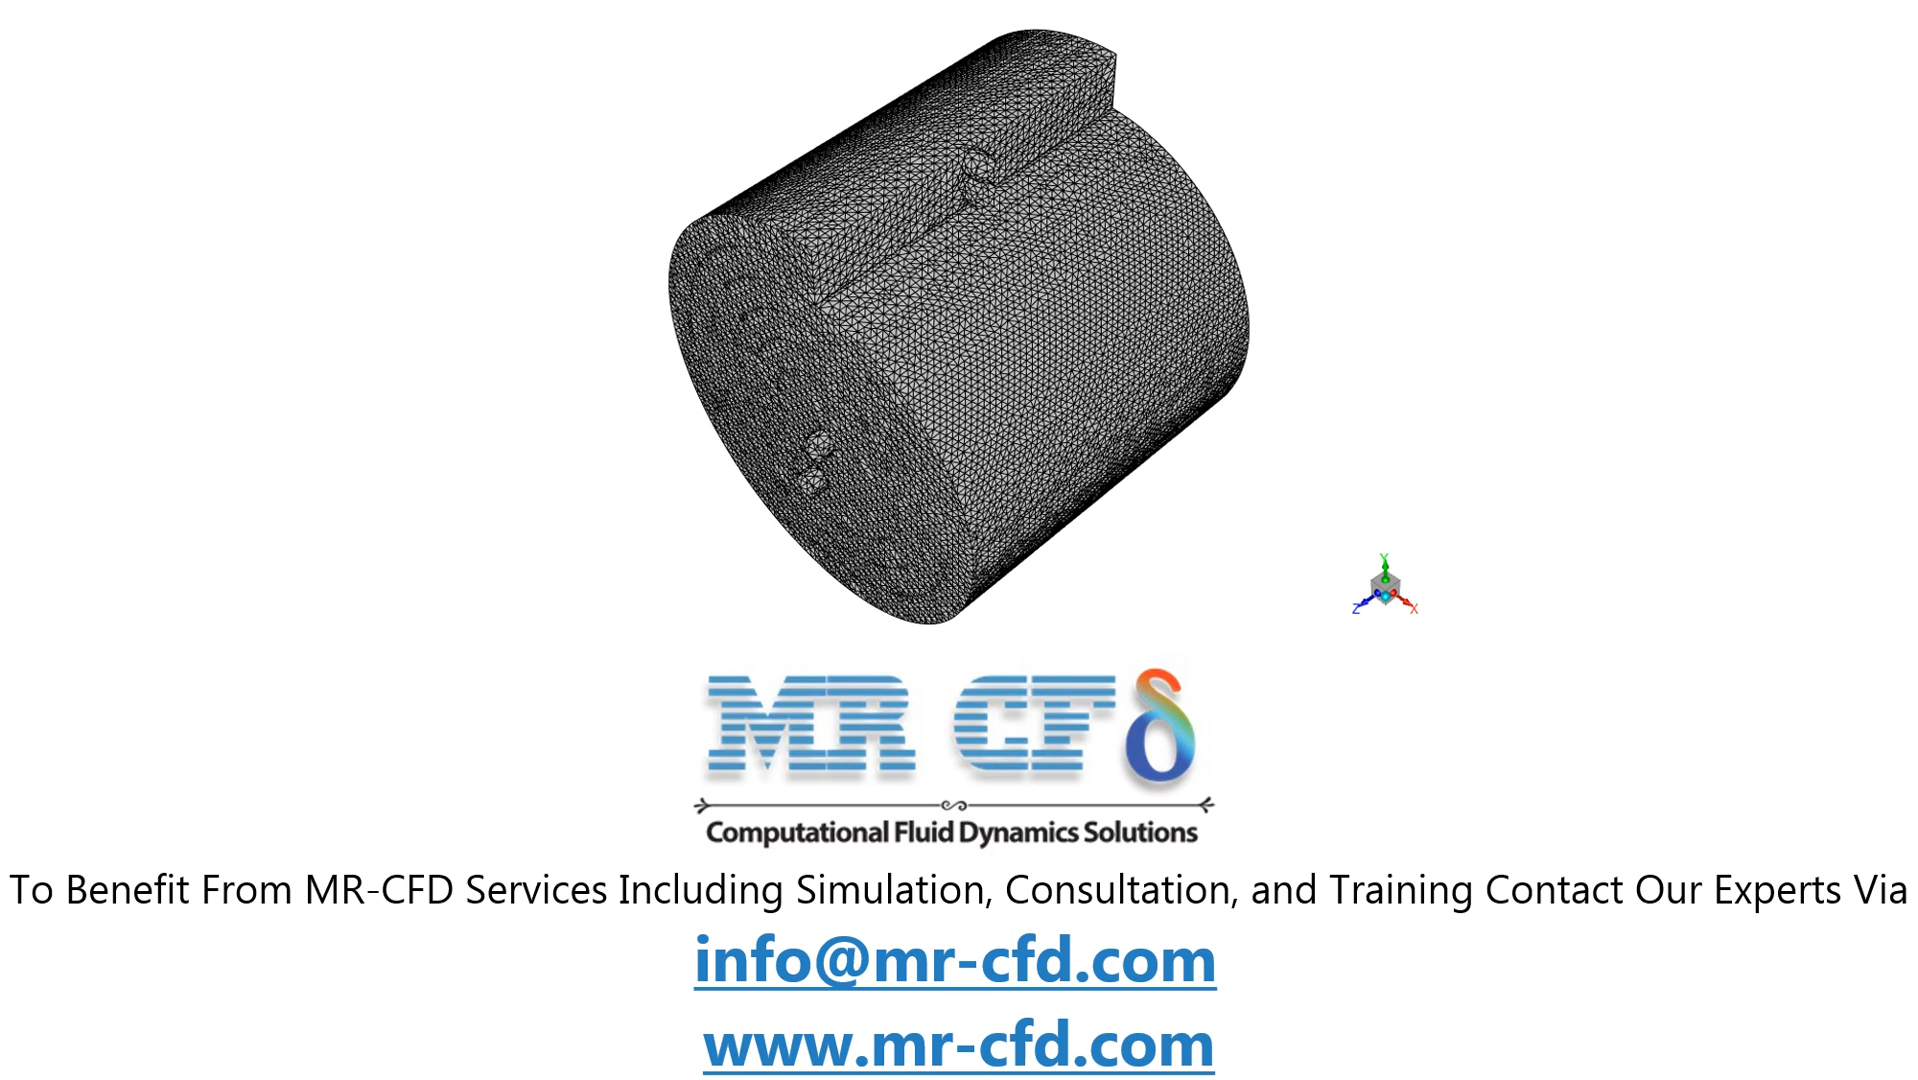 Y
Z
X
MR CFδ
Computational Fluid Dynamics Solutions
To Benefit From MR-CFD Services Including Simulation, Consultation, and Training Contact Our Experts Via
info@mr-cfd.com
www.mr-cfd.com